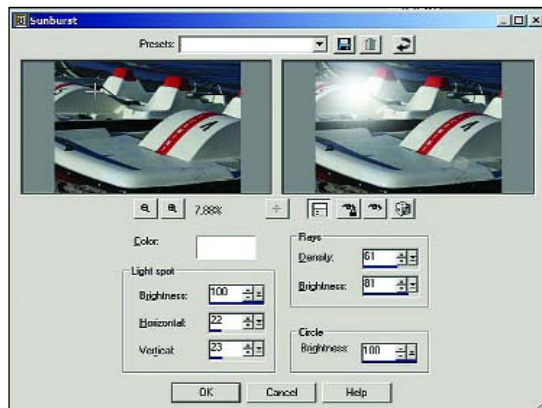 Sunburst
Presets:
7.88%
Color:
Light spot
Brightness: 100
Horizontal: 22
Vertical: 23
Rays
Density: 61
Brightness: 81
Circle
Brightness: 100
OK Cancel Help